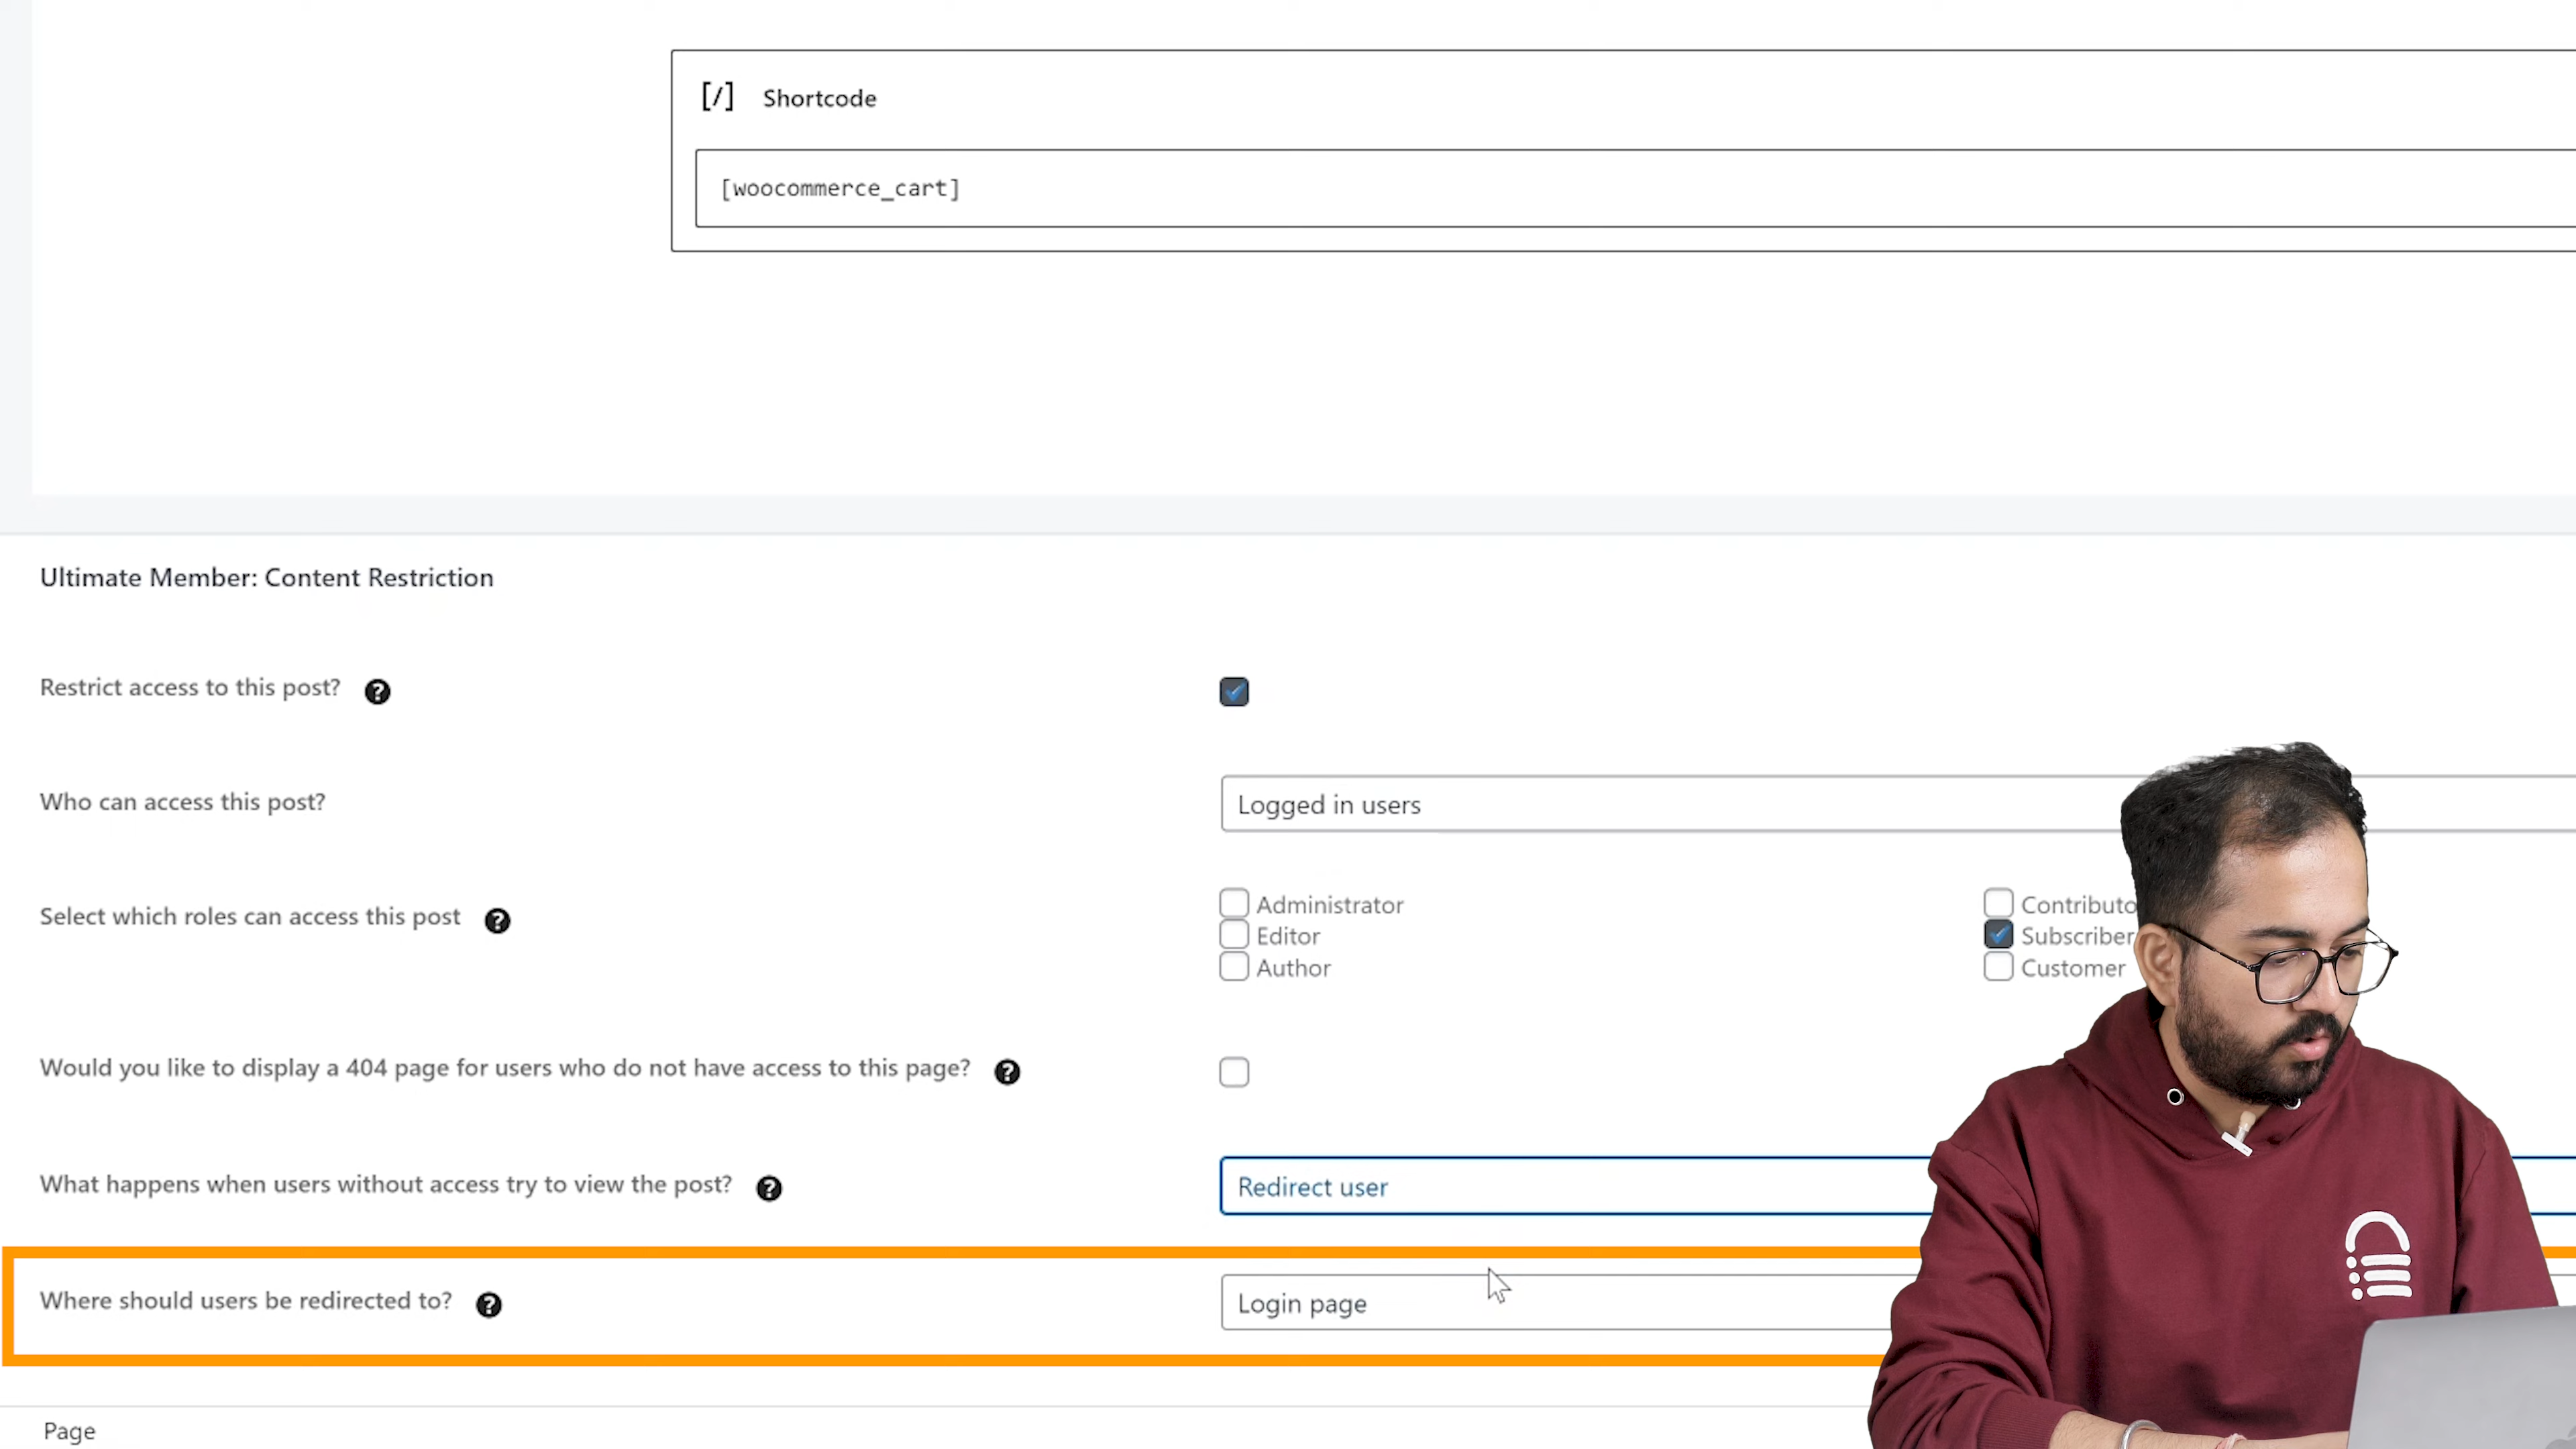 [/] Shortcode
[woocommerce_cart]
Ultimate Member: Content Restriction
Restrict access to this post? ?
Who can access this post?
Logged in users
Select which roles can access this post ?
Administrator
Editor
Author
Contributo
Subscriber
Customer
Would you like to display a 404 page for users who do not have access to this page? ?
What happens when users without access try to view the post? ?
Redirect user
Where should users be redirected to? ?
Login page
Page